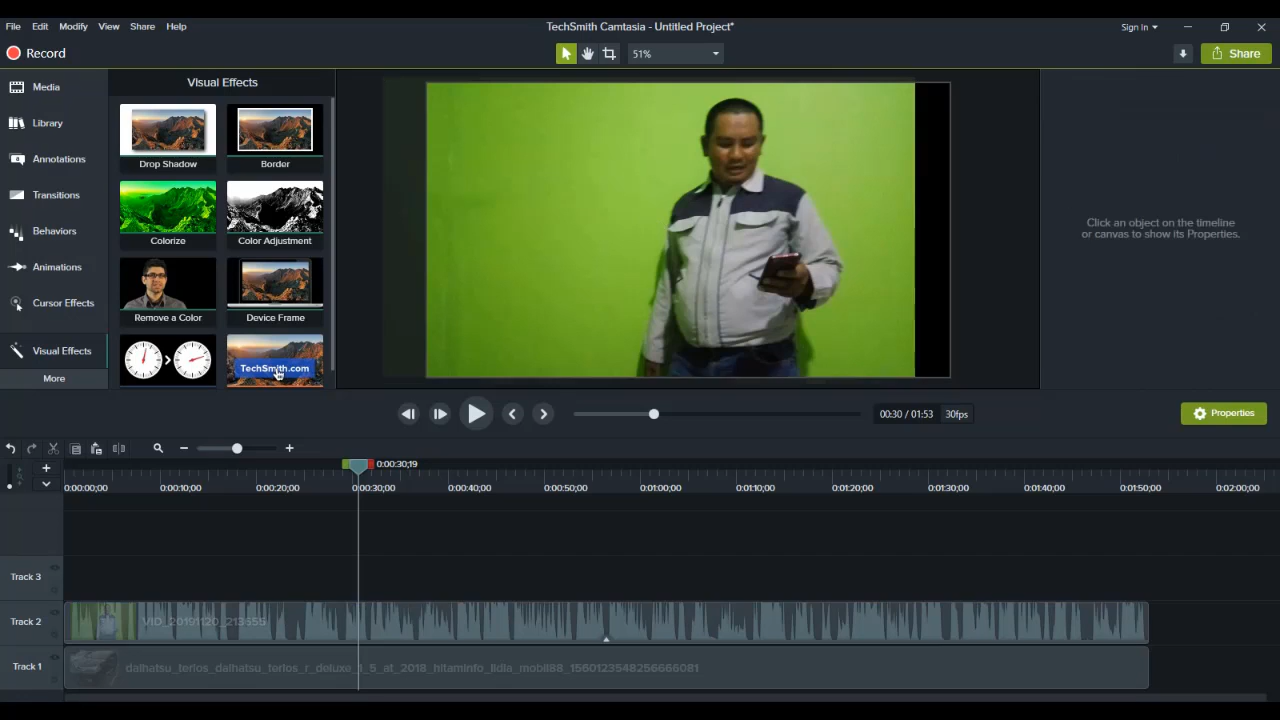 File Edit Modify View Share Help
TechSmith Camtasia - Untitled Project*
Sign In
Record
51%
Share
Media
Library
Annotations
Transitions
Behaviors
Animations
Cursor Effects
Visual Effects
More
Visual Effects
Drop Shadow
Border
Colorize
Color Adjustment
Remove a Color
Device Frame
TechSmith.com
Click an object on the timeline
or canvas to show its Properties.
00:30 / 01:53 30fps
Properties
0:00:30;19
0:00:00;00 0:00:10;00 0:00:20;00 0:00:30;00 0:00:40;00 0:00:50;00 0:01:00;00 0:01:10;00 0:01:20;00 0:01:30;00 0:01:40;00 0:01:50;00 0:02:00;00
Track 3
Track 2
VID_20191120_213655
Track 1
daihatsu_terios_daihatsu_terios_r_deluxe_1_5_at_2018_hitaminfo_lidia_mobil88_1560123548256666081